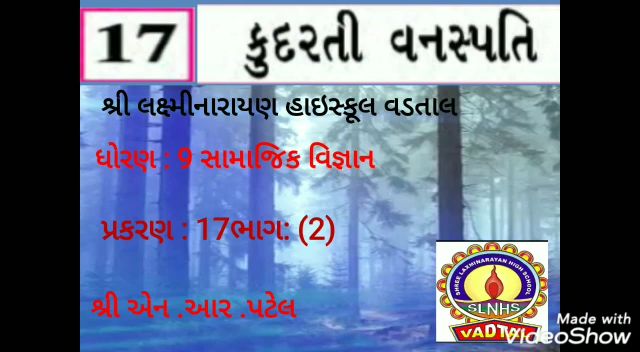 17 કુદરતી વનસ્પતિ
શ્રી લક્ષ્મીનારાયણ હાઇસ્કૂલ વડતાલ
ધોરણ : 9 સામાજિક વિજ્ઞાન
પ્રકરણ : 17ભાગ: (2)
શ્રી એન .આર .પટેલ
SHREE LAXMINARAYAN HIGH SCHOOL
SLNHS
VADTAL
Made with
VideoShow